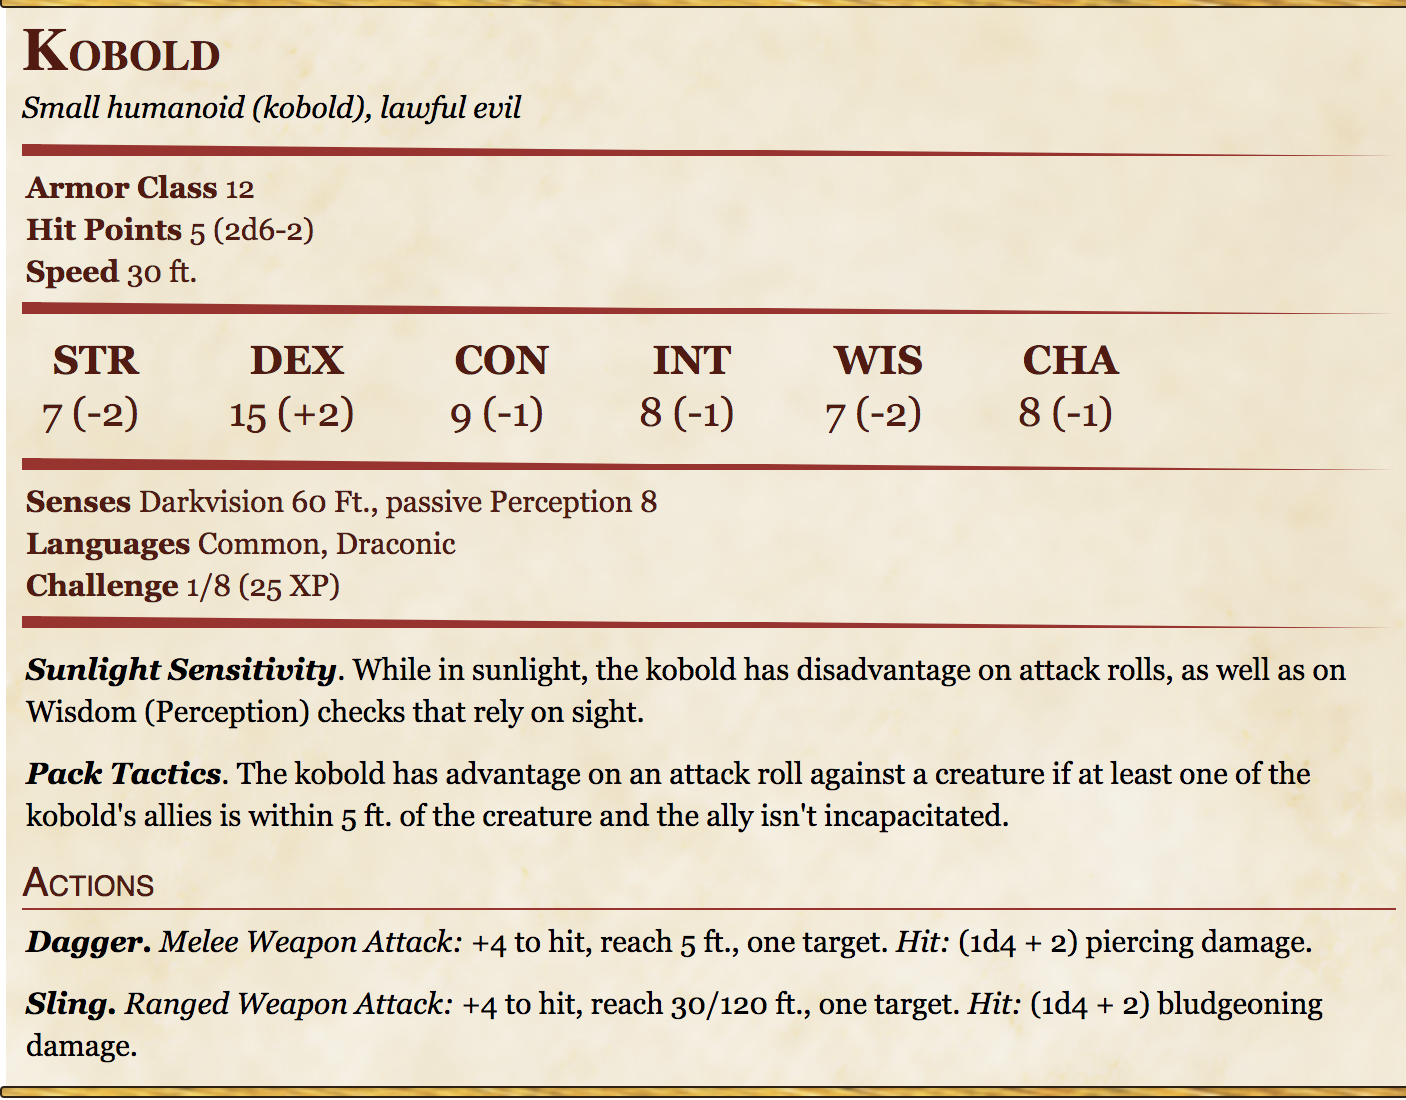 Kobold
Small humanoid (kobold), lawful evil
Armor Class 12
Hit Points 5 (2d6-2)
Speed 30 ft.
STR DEX CON INT WIS CHA
7 (-2) 15 (+2) 9 (-1) 8 (-1) 7 (-2) 8 (-1)
Senses Darkvision 60 Ft., passive Perception 8
Languages Common, Draconic
Challenge 1/8 (25 XP)
Sunlight Sensitivity. While in sunlight, the kobold has disadvantage on attack rolls, as well as on
Wisdom (Perception) checks that rely on sight.
Pack Tactics. The kobold has advantage on an attack roll against a creature if at least one of the
kobold's allies is within 5 ft. of the creature and the ally isn't incapacitated.
Actions
Dagger. Melee Weapon Attack: +4 to hit, reach 5 ft., one target. Hit: (1d4 + 2) piercing damage.
Sling. Ranged Weapon Attack: +4 to hit, reach 30/120 ft., one target. Hit: (1d4 + 2) bludgeoning
damage.